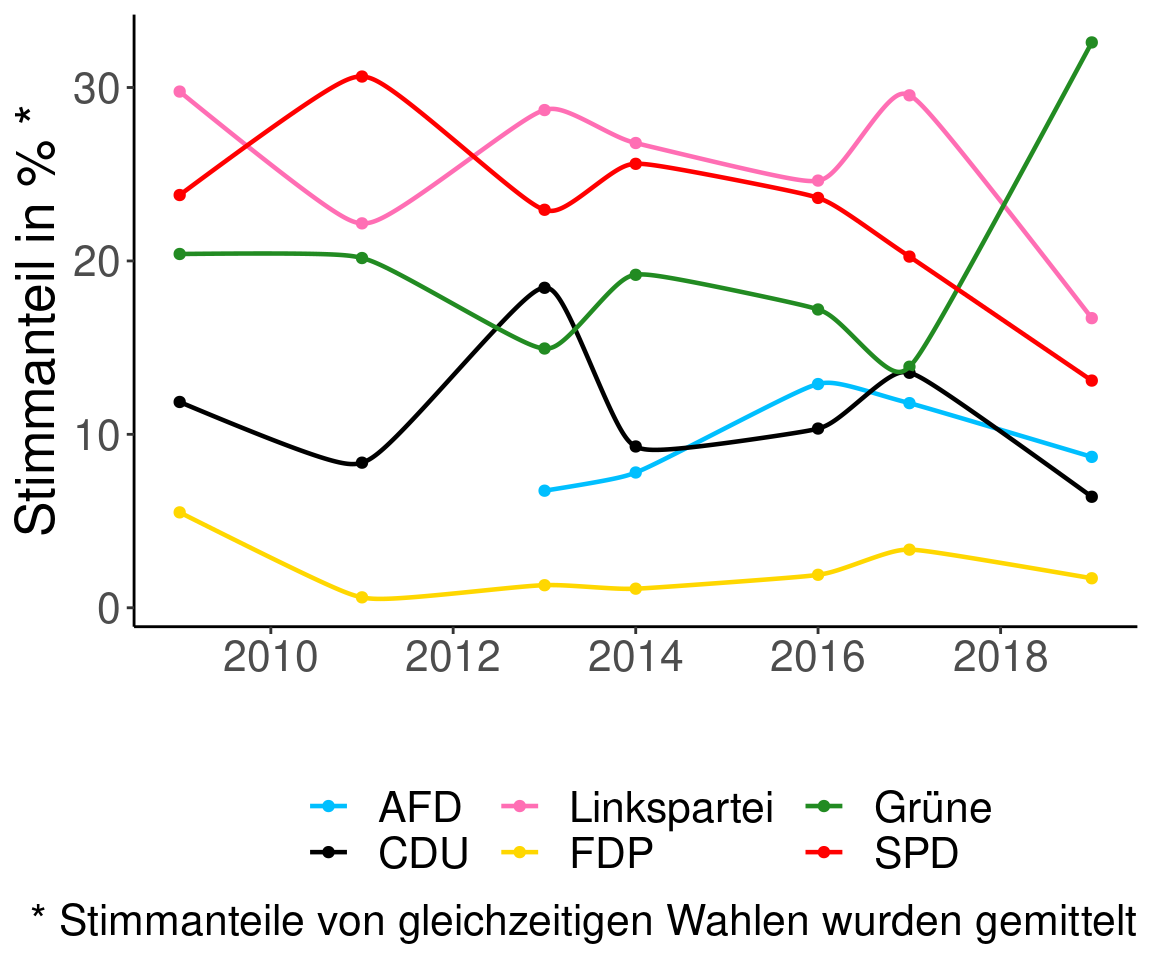 Stimmanteil in % *
30
20
10
0
2010 2012 2014 2016 2018
AFD Linkspartei Grüne
CDU FDP SPD
* Stimmanteile von gleichzeitigen Wahlen wurden gemittelt